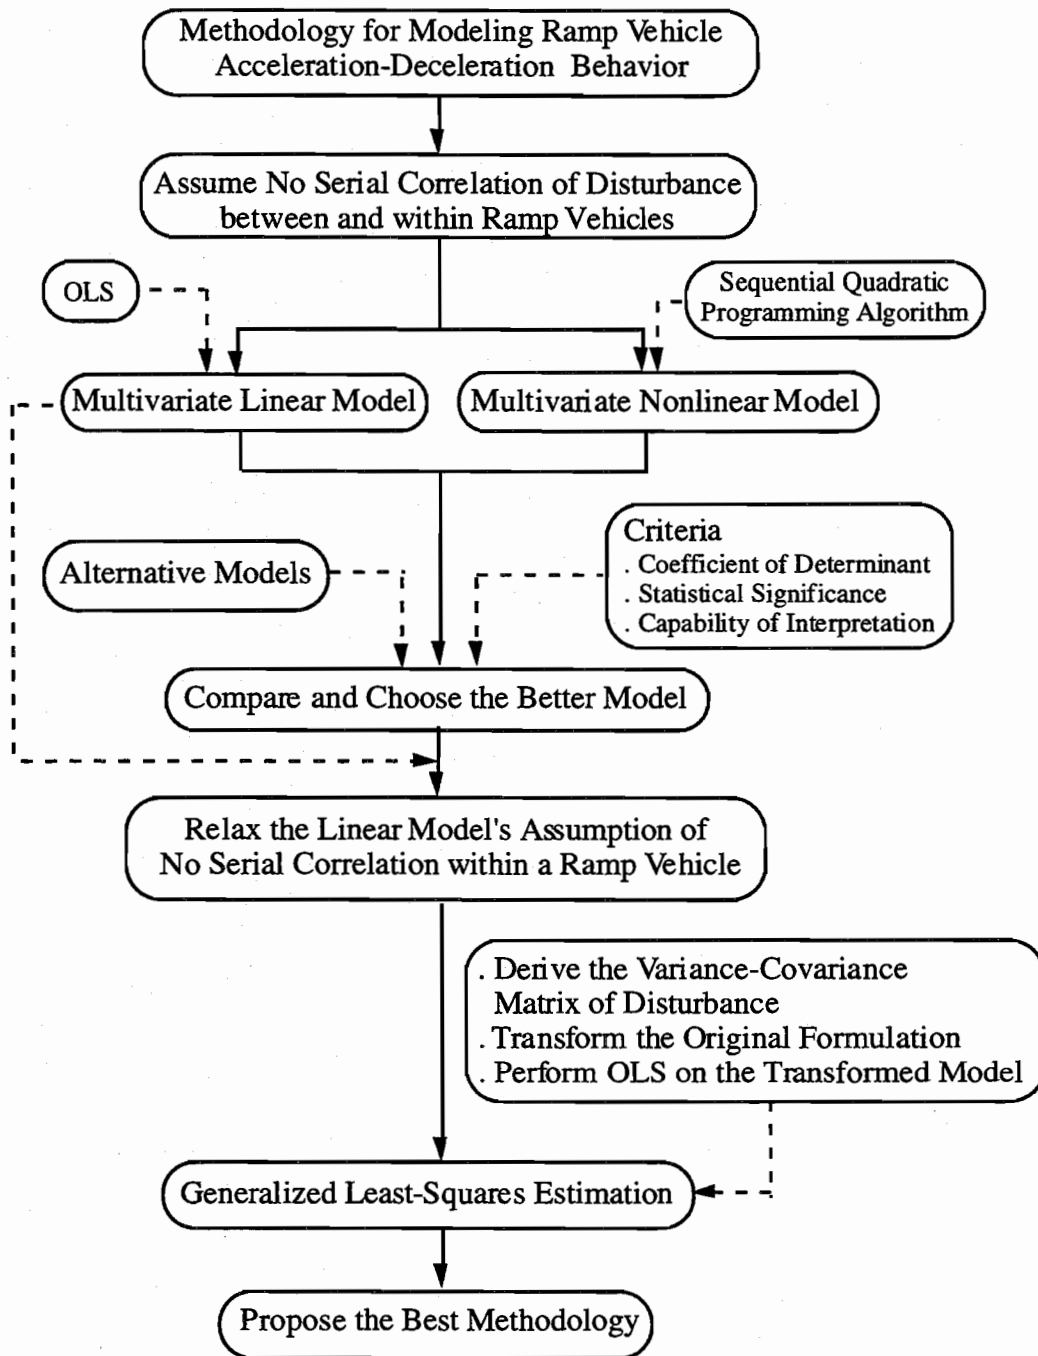 Methodology for Modeling Ramp Vehicle
Acceleration-Deceleration Behavior
Assume No Serial Correlation of Disturbance
between and within Ramp Vehicles
OLS
Sequential Quadratic
Programming Algorithm
Multivariate Linear Model
Multivariate Nonlinear Model
Alternative Models
Criteria
. Coefficient of Determinant
. Statistical Significance
. Capability of Interpretation
Compare and Choose the Better Model
Relax the Linear Model's Assumption of
No Serial Correlation within a Ramp Vehicle
. Derive the Variance-Covariance
Matrix of Disturbance
. Transform the Original Formulation
. Perform OLS on the Transformed Model
Generalized Least-Squares Estimation
Propose the Best Methodology